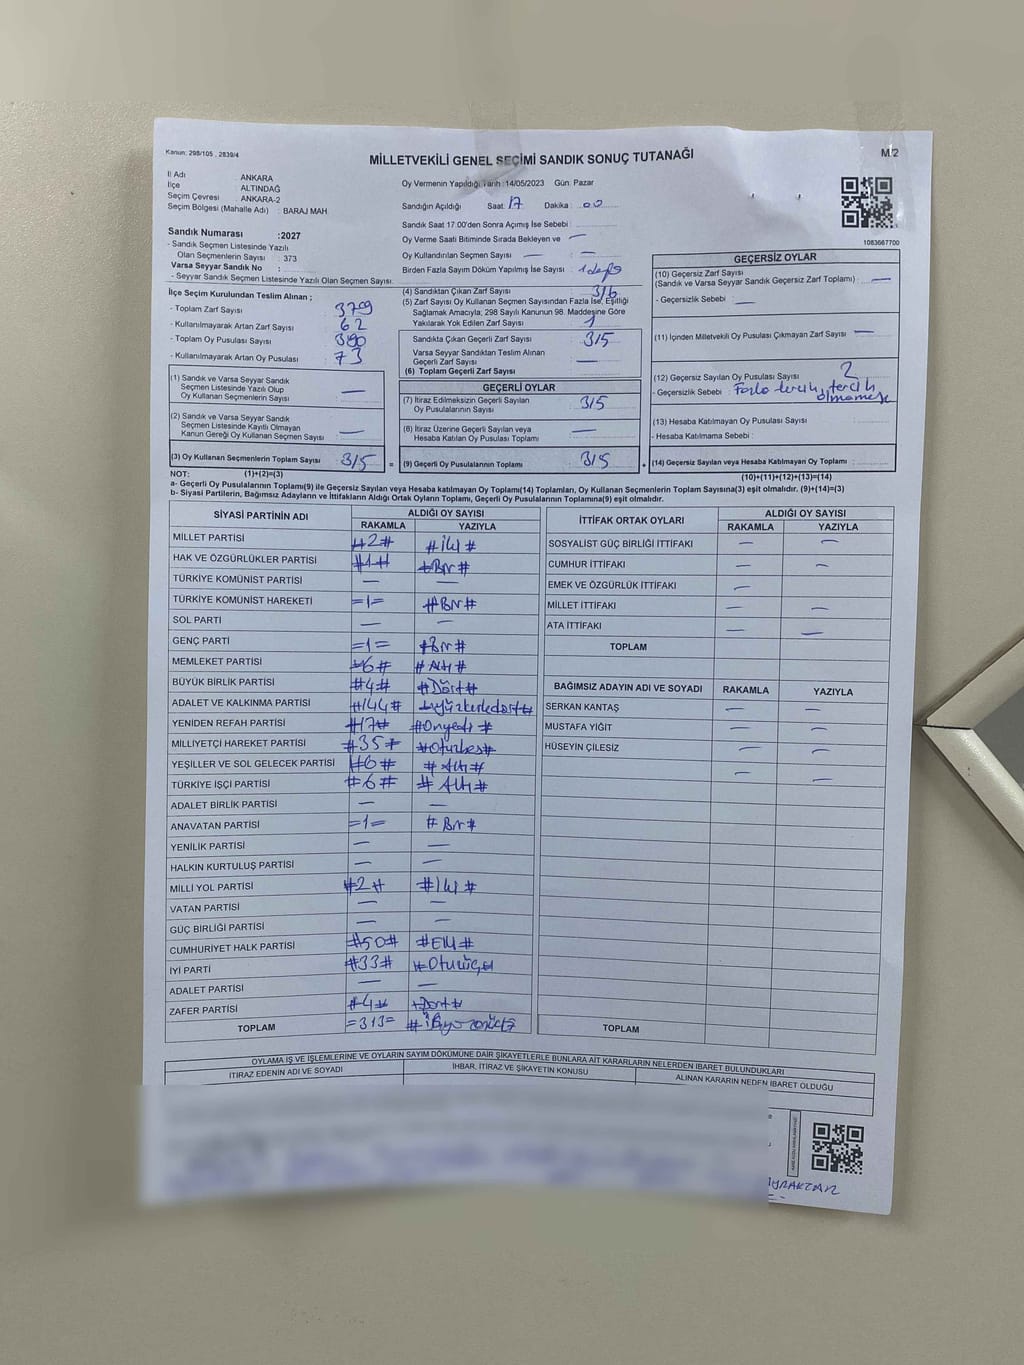 Kanun: 298/105 , 2839/4
MİLLETVEKİLİ GENEL SEÇİMİ SANDIK SONUÇ TUTANAĞI
M/2
İl Adı ANKARA
İlçe ALTINDAĞ
Seçim Çevresi ANKARA-2
Seçim Bölgesi (Mahalle Adı) : BARAJ MAH
Sandık Numarası :2027
- Sandık Seçmen Listesinde Yazılı
Olan Seçmenlerin Sayısı : 373
Varsa Seyyar Sandık No :
- Seyyar Sandık Seçmen Listesinde Yazılı Olan Seçmen Sayısı
Oy Vermenin Yapıldığı Tarih :14/05/2023 Gün: Pazar
Sandığın Açıldığı Saat: 17 Dakika : 00
Sandık Saat 17:00'den Sonra Açılmış İse Sebebi :
Oy Verme Saati Bitiminde Sırada Bekleyen ve —
Oy Kullandırılan Seçmen Sayısı : — —
Birden Fazla Sayım Döküm Yapılmış İse Sayısı : 1 defa
1083667700
İlçe Seçim Kurulundan Teslim Alınan ;
- Toplam Zarf Sayısı : 379
- Kullanılmayarak Artan Zarf Sayısı : 62
- Toplam Oy Pusulası Sayısı : 390
- Kullanılmayarak Artan Oy Pusulası : 73
(1) Sandık ve Varsa Seyyar Sandık
Seçmen Listesinde Yazılı Olup
Oy Kullanan Seçmenlerin Sayısı : —
(2) Sandık ve Varsa Seyyar Sandık
Seçmen Listesinde Kayıtlı Olmayan
Kanun Gereği Oy Kullanan Seçmen Sayısı : —
(3) Oy Kullanan Seçmenlerin Toplam Sayısı : 315
(4) Sandıktan Çıkan Zarf Sayısı : 316
(5) Zarf Sayısı Oy Kullanan Seçmen Sayısından Fazla İse, Eşitliği
Sağlamak Amacıyla; 298 Sayılı Kanunun 98. Maddesine Göre
Yakılarak Yok Edilen Zarf Sayısı : 1
Sandıkta Çıkan Geçerli Zarf Sayısı : 315
Varsa Seyyar Sandıktan Teslim Alınan
Geçerli Zarf Sayısı : —
(6) Toplam Geçerli Zarf Sayısı :
GEÇERLİ OYLAR
(7) İtiraz Edilmeksizin Geçerli Sayılan
Oy Pusulalarının Sayısı : 315
(8) İtiraz Üzerine Geçerli Sayılan veya
Hesaba Katılan Oy Pusulası Toplamı : —
= (9) Geçerli Oy Pusulalarının Toplamı : 315
GEÇERSİZ OYLAR
(10) Geçersiz Zarf Sayısı
(Sandık ve Varsa Seyyar Sandık Geçersiz Zarf Toplamı) : —
- Geçersizlik Sebebi : —
(11) İçinden Milletvekili Oy Pusulası Çıkmayan Zarf Sayısı : —
(12) Geçersiz Sayılan Oy Pusulası Sayısı : 2
- Geçersizlik Sebebi : Fazla tercih, tercih
olmaması
(13) Hesaba Katılmayan Oy Pusulası Sayısı :
- Hesaba Katılmama Sebebi :
+ (14) Geçersiz Sayılan veya Hesaba Katılmayan Oy Toplamı :
NOT: (1)+(2)=(3)
(10)+(11)+(12)+(13)=(14)
a- Geçerli Oy Pusulalarının Toplamı(9) ile Geçersiz Sayılan veya Hesaba katılmayan Oy Toplamı(14) Toplamları, Oy Kullanan Seçmenlerin Toplam Sayısına(3) eşit olmalıdır. (9)+(14)=(3)
b- Siyasi Partilerin, Bağımsız Adayların ve İttifakların Aldığı Ortak Oyların Toplamı, Geçerli Oy Pusulalarının Toplamına(9) eşit olmalıdır.
SİYASİ PARTİNİN ADI ALDIĞI OY SAYISI
RAKAMLA YAZIYLA
MİLLET PARTİSİ #2# #İki#
HAK VE ÖZGÜRLÜKLER PARTİSİ #1# #Bir#
TÜRKİYE KOMÜNİST PARTİSİ — —
TÜRKİYE KOMÜNİST HAREKETİ =1= #Bir#
SOL PARTİ — —
GENÇ PARTİ =1= #Bir#
MEMLEKET PARTİSİ #6# #Altı#
BÜYÜK BİRLİK PARTİSİ #4# #Dört#
ADALET VE KALKINMA PARTİSİ #144# #yüzkırkdört#
YENİDEN REFAH PARTİSİ #17# #Onyedi#
MİLLİYETÇİ HAREKET PARTİSİ #35# #Otuzbeş#
YEŞİLLER VE SOL GELECEK PARTİSİ #6# #Altı#
TÜRKİYE İŞÇİ PARTİSİ #6# #Altı#
ADALET BİRLİK PARTİSİ — —
ANAVATAN PARTİSİ =1= #Bir#
YENİLİK PARTİSİ — —
HALKIN KURTULUŞ PARTİSİ — —
MİLLİ YOL PARTİSİ #2# #İki#
VATAN PARTİSİ — —
GÜÇ BİRLİĞİ PARTİSİ — —
CUMHURİYET HALK PARTİSİ #50# #Elli#
İYİ PARTİ #33#
ADALET PARTİSİ — —
ZAFER PARTİSİ #4# #Dört#
TOPLAM =313=
İTTİFAK ORTAK OYLARI ALDIĞI OY SAYISI
RAKAMLA YAZIYLA
SOSYALİST GÜÇ BİRLİĞİ İTTİFAKI — —
CUMHUR İTTİFAKI — —
EMEK VE ÖZGÜRLÜK İTTİFAKI —
MİLLET İTTİFAKI — —
ATA İTTİFAKI — —
TOPLAM
BAĞIMSIZ ADAYIN ADI VE SOYADI RAKAMLA YAZIYLA
SERKAN KANTAŞ — —
MUSTAFA YİĞİT — —
HÜSEYİN ÇİLESİZ — —
— —
TOPLAM
OYLAMA İŞ VE İŞLEMLERİNE VE OYLARIN SAYIM DÖKÜMÜNE DAİR ŞİKAYETLERLE BUNLARA AİT KARARLARIN NELERDEN İBARET BULUNDUKLARI
İTİRAZ EDENİN ADI VE SOYADI İHBAR, İTİRAZ VE ŞİKAYETİN KONUSU ALINAN KARARIN NEDEN İBARET OLDUĞU